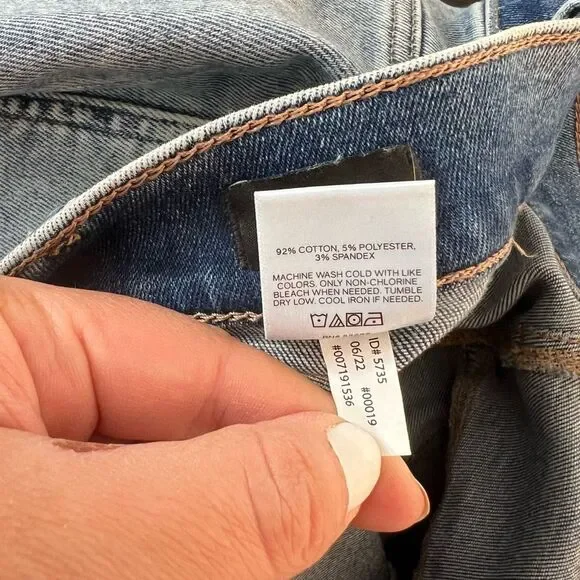 92% COTTON, 5% POLYESTER,
3% SPANDEX
MACHINE WASH COLD WITH LIKE
COLORS. ONLY NON-CHLORINE
BLEACH WHEN NEEDED. TUMBLE
DRY LOW. COOL IRON IF NEEDED.
ID# 5735
06/22 #00019
#007191536